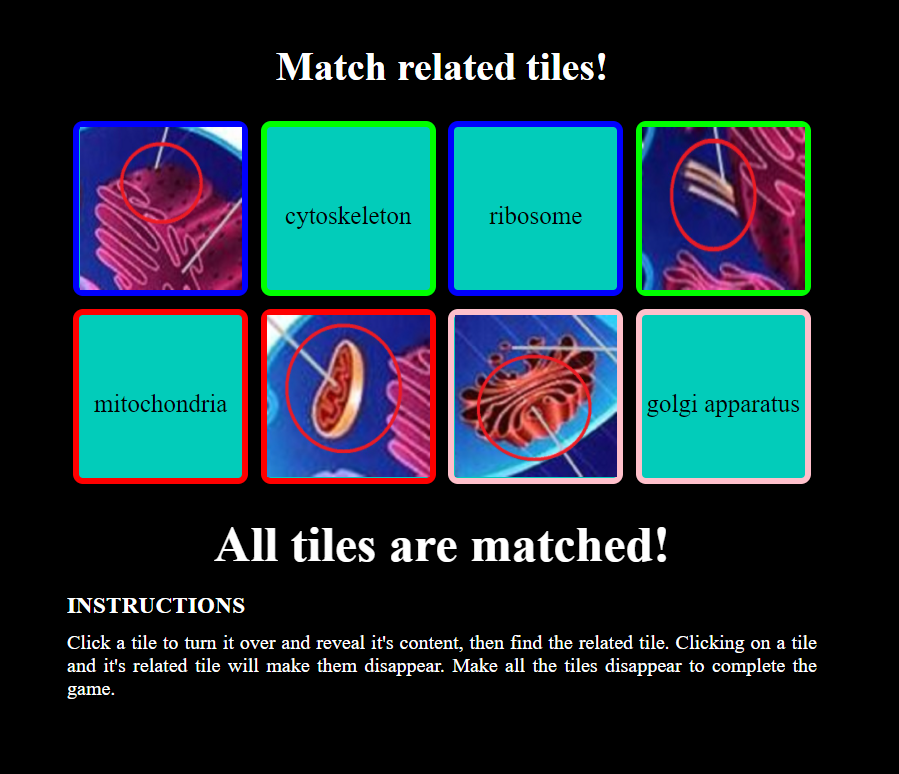 Match related tiles!
cytoskeleton
ribosome
mitochondria
golgi apparatus
All tiles are matched!
INSTRUCTIONS
Click a tile to turn it over and reveal it's content, then find the related tile. Clicking on a tile
and it's related tile will make them disappear. Make all the tiles disappear to complete the
game.